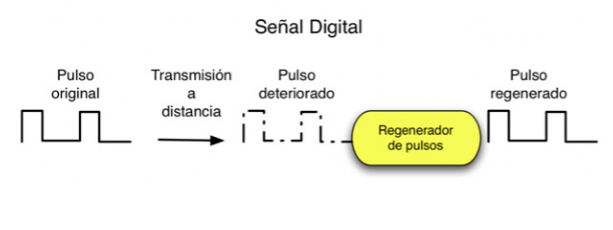 Señal Digital
Pulso
original
Transmisión
a
distancia
Pulso
deteriorado
Regenerador
de pulsos
Pulso
regenerado